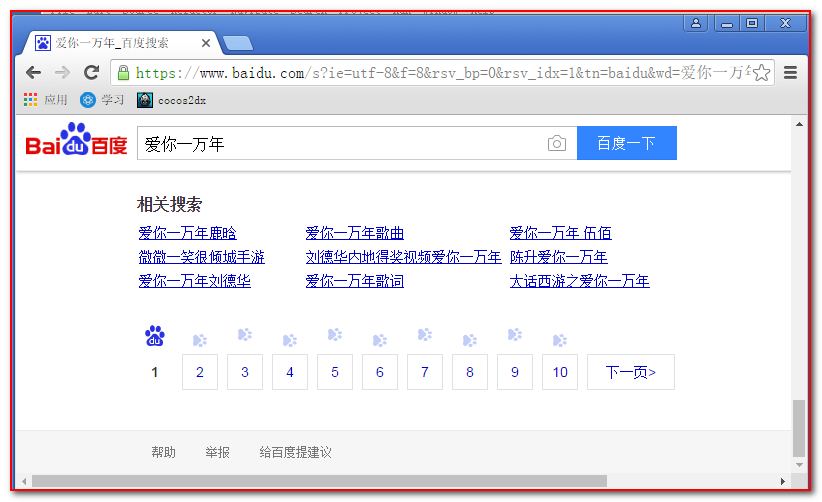 爱你一万年_百度搜索
https://www.baidu.com/s?ie=utf-8&f=8&rsv_bp=0&rsv_idx=1&tn=baidu&wd=爱你一万
应用 学习 cocos2dx
Bai du 百度 爱你一万年 百度一下
相关搜索
爱你一万年鹿晗 爱你一万年歌曲 爱你一万年 伍佰
微微一笑很倾城手游 刘德华内地得奖视频爱你一万年 陈升爱你一万年
爱你一万年刘德华 爱你一万年歌词 大话西游之爱你一万年
du
1 2 3 4 5 6 7 8 9 10 下一页>
帮助 举报 给百度提建议